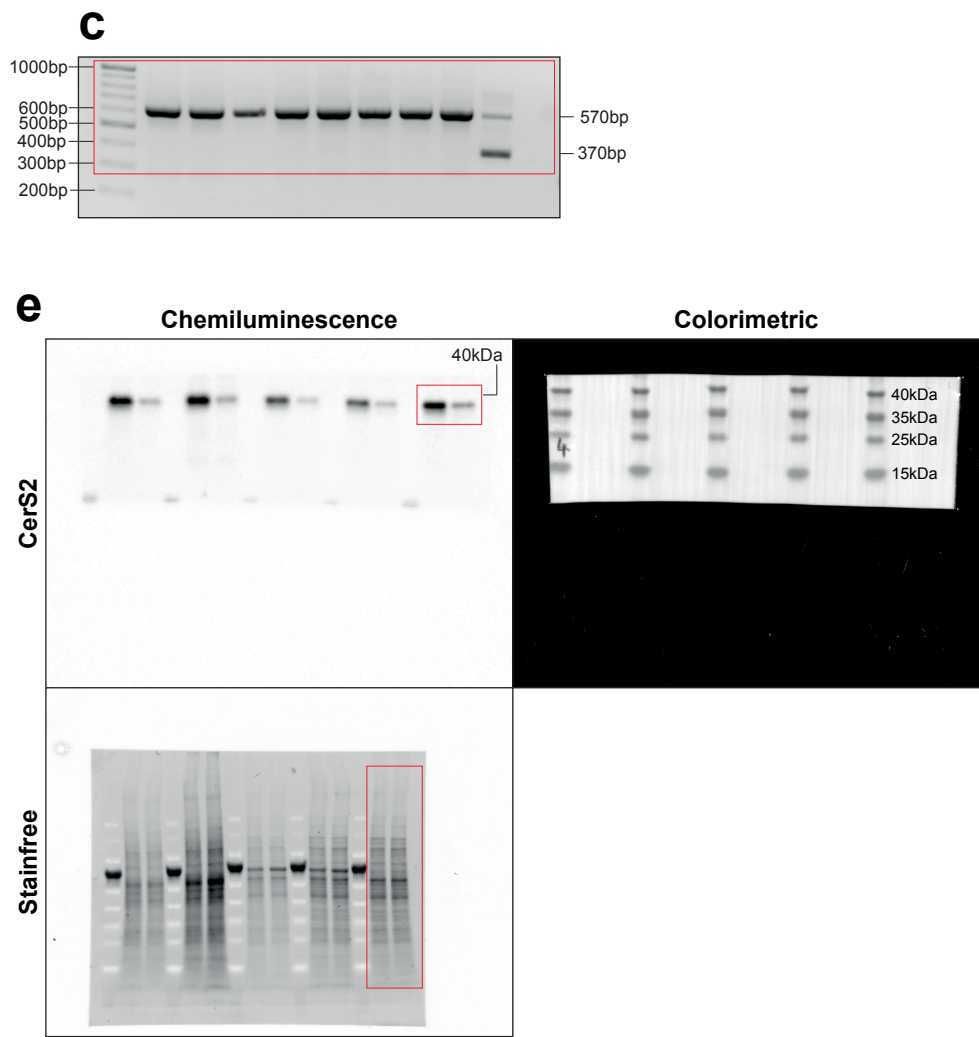 c
1000bp
600bp
500bp
400bp
300bp
200bp
570bp
370bp
e
Chemiluminescence
Colorimetric
CerS2
40kDa
40kDa
35kDa
25kDa
15kDa
4
Stainfree